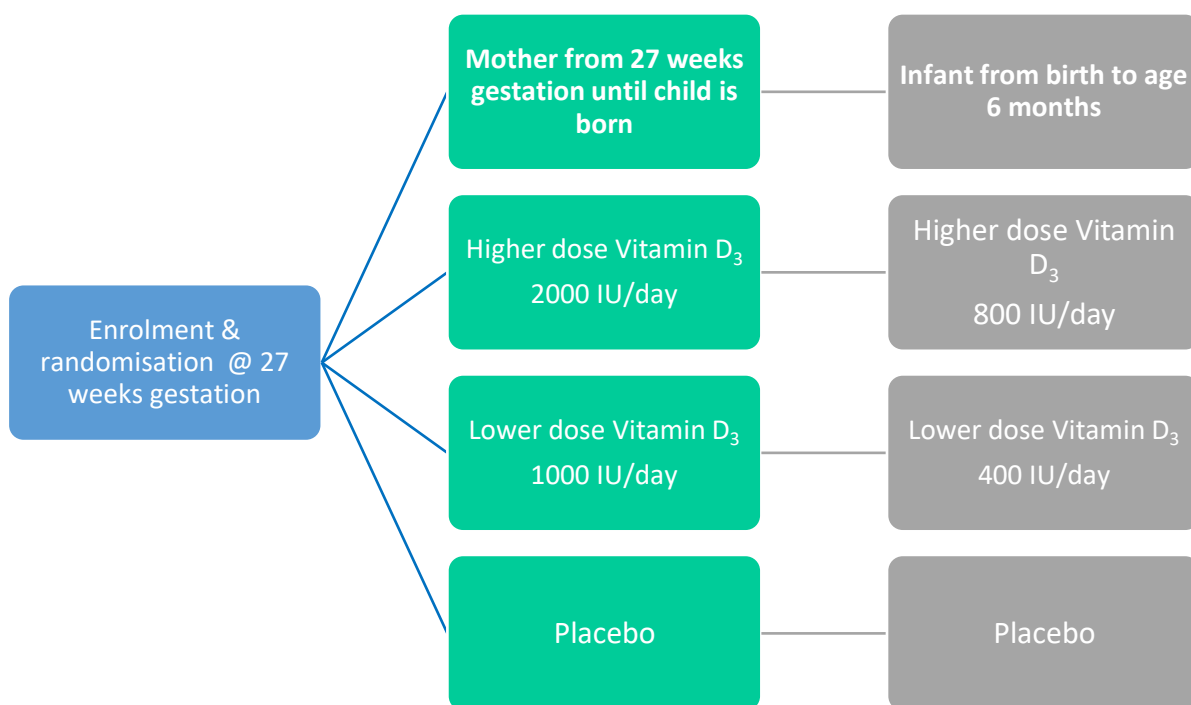 Mother from 27 weeks
gestation until child is
born
Infant from birth to age
6 months
Enrolment &
randomisation @ 27
weeks gestation
Higher dose Vitamin D₃
2000 IU/day
Higher dose Vitamin
D₃
800 IU/day
Lower dose Vitamin D₃
1000 IU/day
Lower dose Vitamin D₃
400 IU/day
Placebo
Placebo